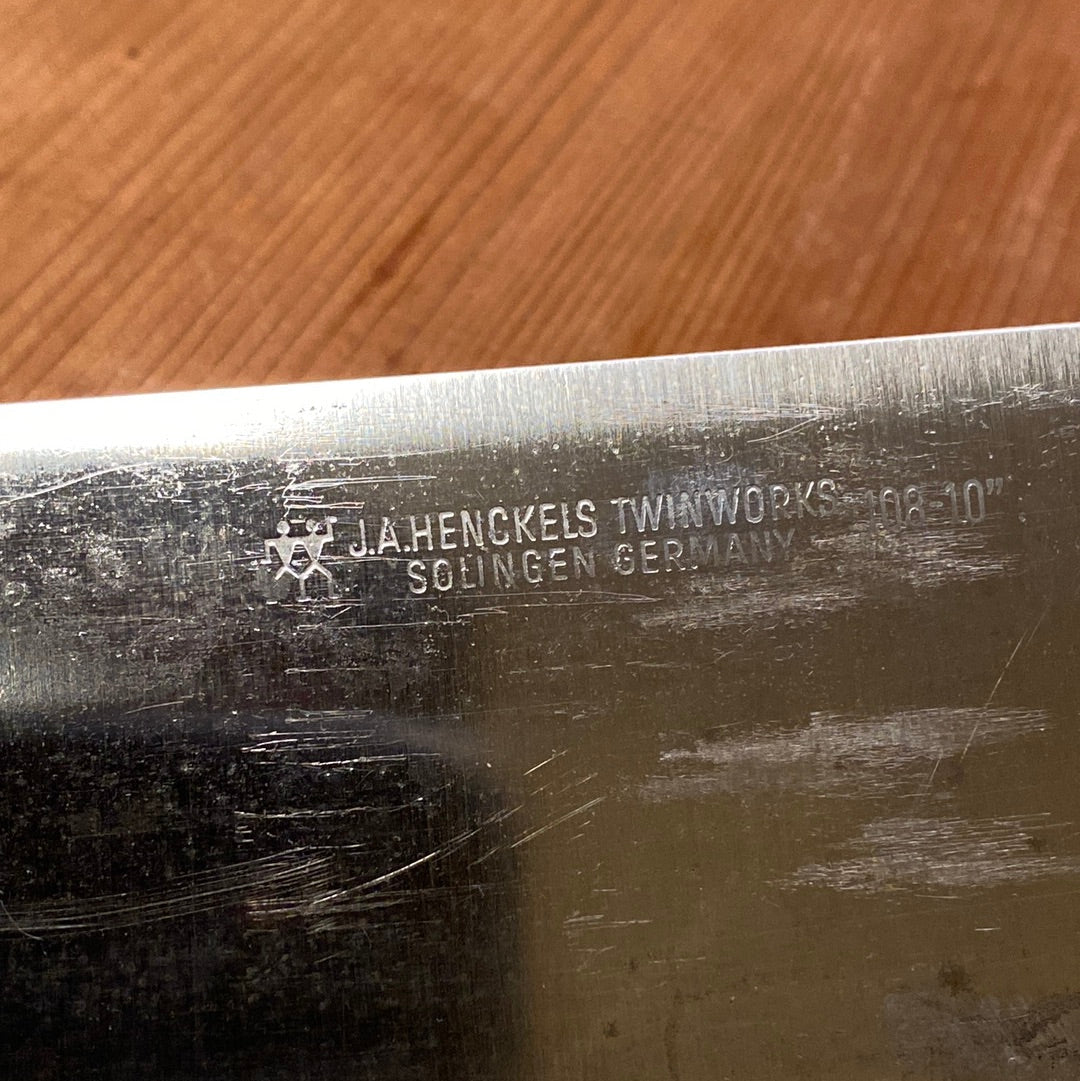 J.A.HENCKELS TWINWORKS 108-10”
SOLINGEN GERMANY